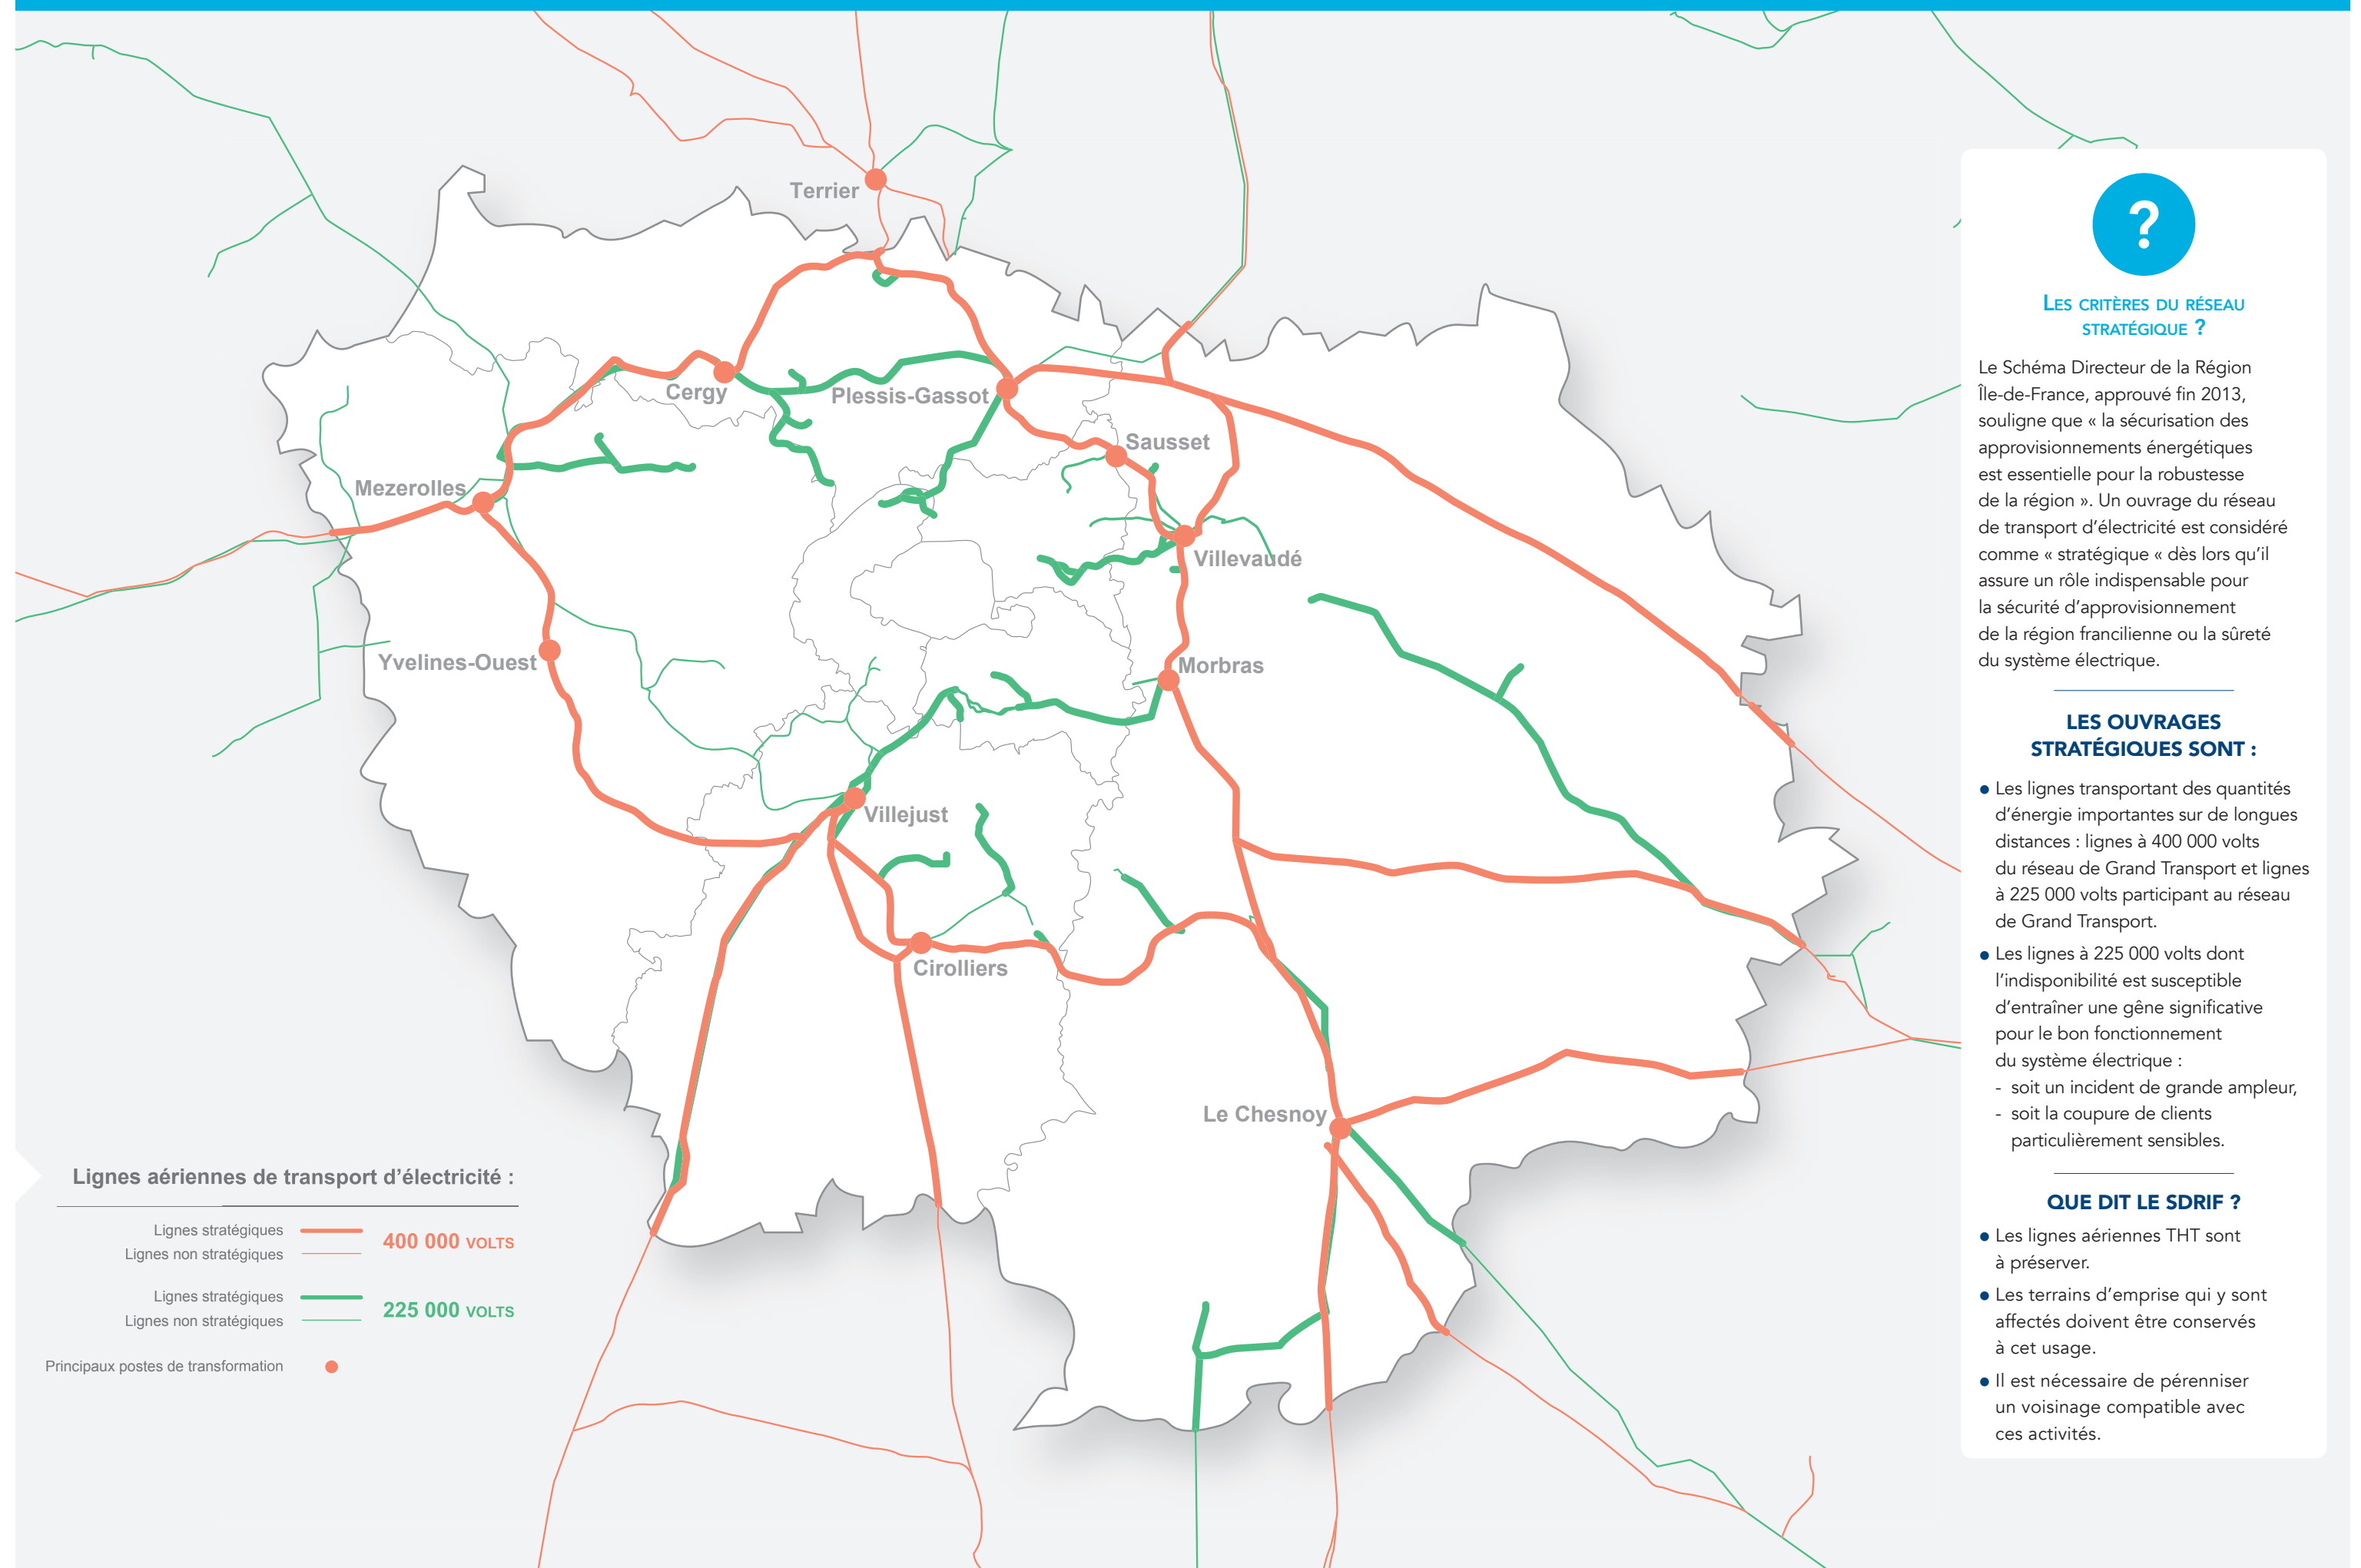 Terrier
Cergy
Plessis-Gassot
Sausset
Mezerolles
Villevaudé
Yvelines-Ouest
Morbras
Villejust
Cirolliers
Le Chesnoy
Lignes aériennes de transport d’électricité :
Lignes stratégiques
Lignes non stratégiques
400 000 VOLTS
Lignes stratégiques
Lignes non stratégiques
225 000 VOLTS
Principaux postes de transformation
?
LES CRITÈRES DU RÉSEAU
STRATÉGIQUE ?
Le Schéma Directeur de la Région
Île-de-France, approuvé fin 2013,
souligne que « la sécurisation des
approvisionnements énergétiques
est essentielle pour la robustesse
de la région ». Un ouvrage du réseau
de transport d’électricité est considéré
comme « stratégique « dès lors qu’il
assure un rôle indispensable pour
la sécurité d’approvisionnement
de la région francilienne ou la sûreté
du système électrique.
LES OUVRAGES
STRATÉGIQUES SONT :
● Les lignes transportant des quantités
d’énergie importantes sur de longues
distances : lignes à 400 000 volts
du réseau de Grand Transport et lignes
à 225 000 volts participant au réseau
de Grand Transport.
● Les lignes à 225 000 volts dont
l’indisponibilité est susceptible
d’entraîner une gêne significative
pour le bon fonctionnement
du système électrique :
- soit un incident de grande ampleur,
- soit la coupure de clients
particulièrement sensibles.
QUE DIT LE SDRIF ?
● Les lignes aériennes THT sont
à préserver.
● Les terrains d’emprise qui y sont
affectés doivent être conservés
à cet usage.
● Il est nécessaire de pérenniser
un voisinage compatible avec
ces activités.